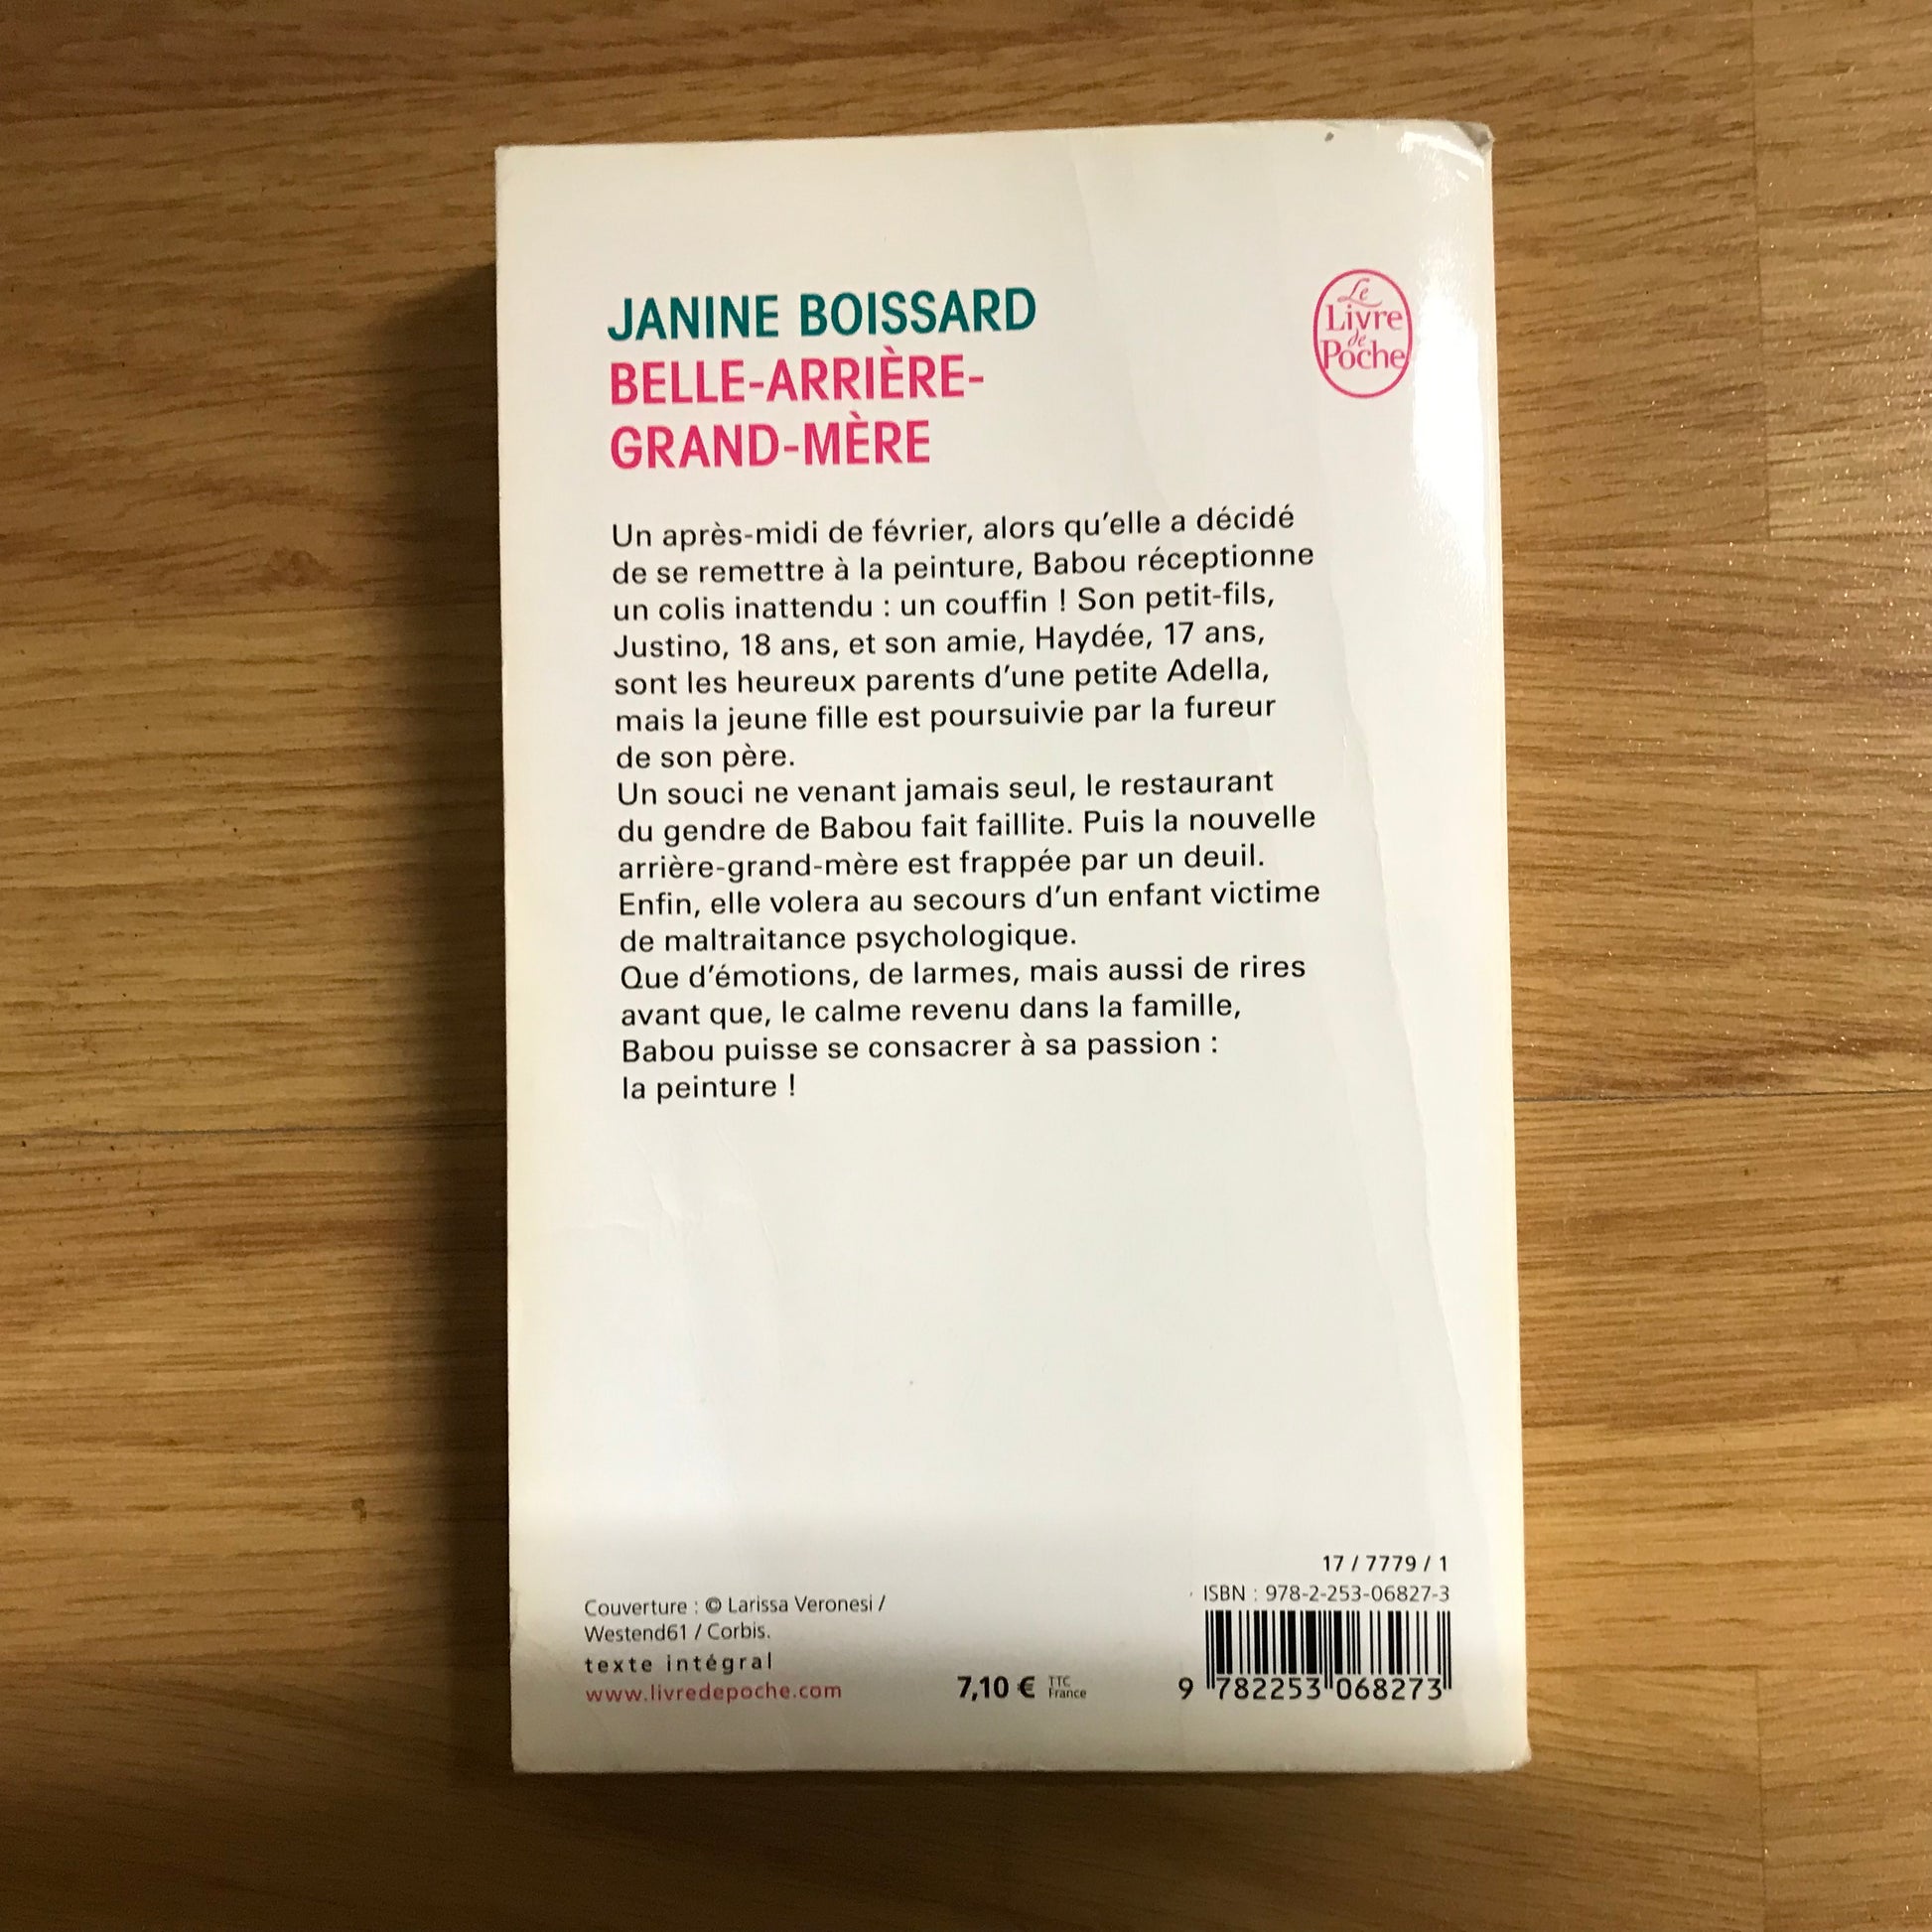 JANINE BOISSARD
BELLE-ARRIÈRE-
GRAND-MÈRE
Le
Livre
de
Poche
Un après-midi de février, alors qu’elle a décidé
de se remettre à la peinture, Babou réceptionne
un colis inattendu : un couffin ! Son petit-fils,
Justino, 18 ans, et son amie, Haydée, 17 ans,
sont les heureux parents d’une petite Adella,
mais la jeune fille est poursuivie par la fureur
de son père.
Un souci ne venant jamais seul, le restaurant
du gendre de Babou fait faillite. Puis la nouvelle
arrière-grand-mère est frappée par un deuil.
Enfin, elle volera au secours d’un enfant victime
de maltraitance psychologique.
Que d’émotions, de larmes, mais aussi de rires
avant que, le calme revenu dans la famille,
Babou puisse se consacrer à sa passion :
la peinture !
Couverture : © Larissa Veronesi /
Westend61 / Corbis.
texte intégral
www.livredepoche.com
7,10 € TTC
France
17 / 7779 / 1
ISBN : 978-2-253-06827-3
9 782253 068273